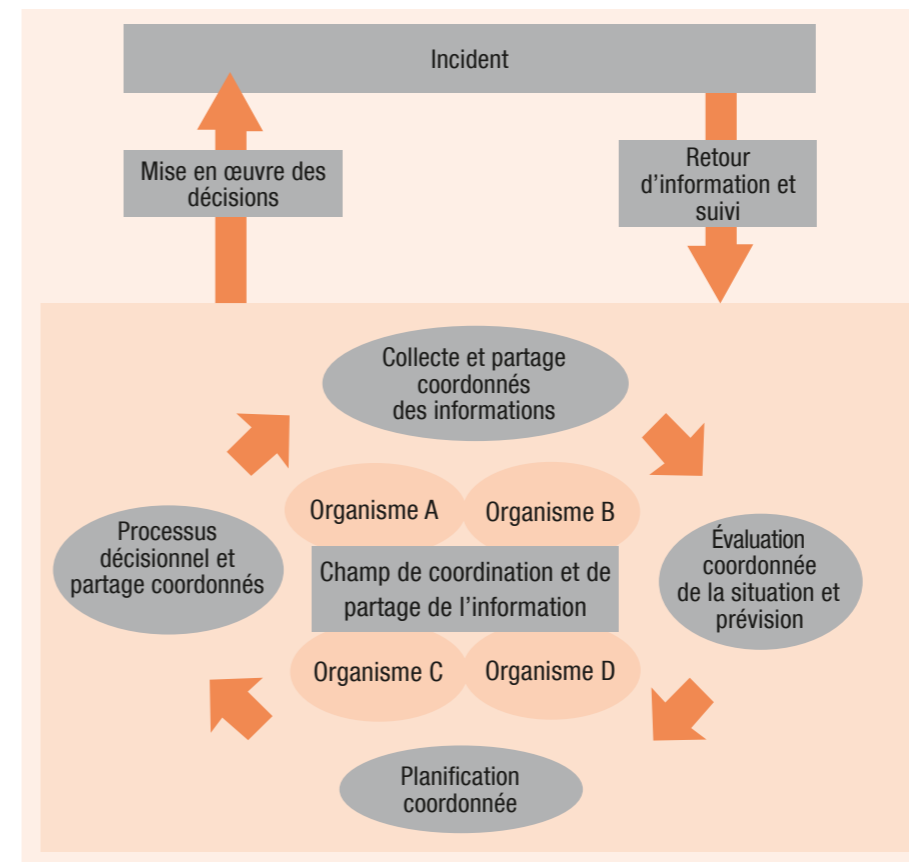 Incident
Mise en œuvre des
décisions
Retour
d’information et
suivi
Collecte et partage
coordonnés
des informations
Organisme A
Organisme B
Processus
décisionnel et
partage coordonnés
Champ de coordination et de
partage de l’information
Évaluation
coordonnée
de la situation et
prévision
Organisme C
Organisme D
Planification
coordonnée